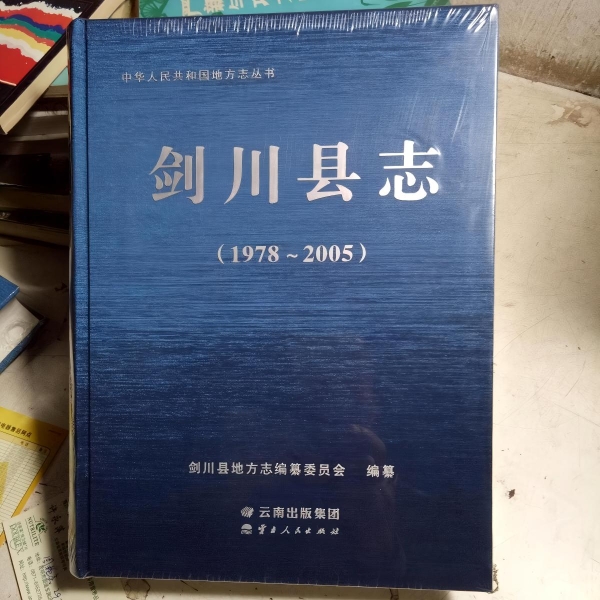 中华人民共和国地方志丛书
剑川县志
(1978~2005)
剑川县地方志编纂委员会 编纂
云南出版集团
云南人民出版社